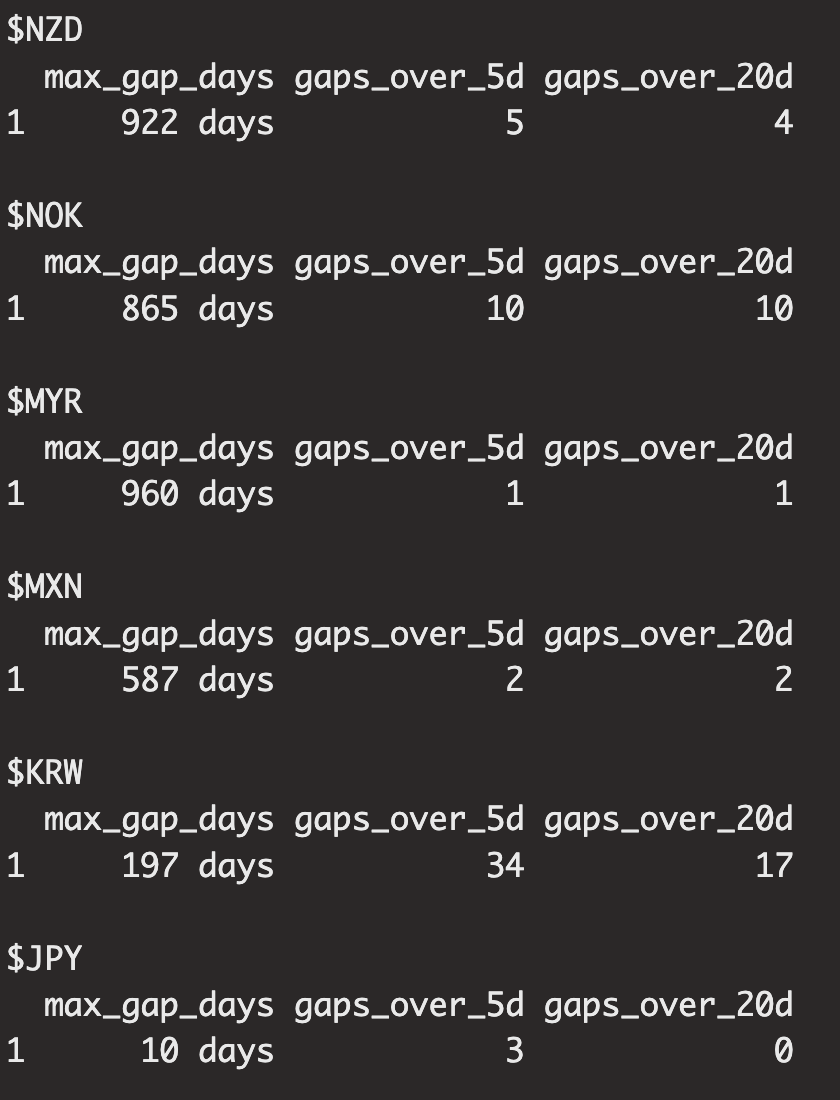 $NZD
max_gap_days gaps_over_5d gaps_over_20d
1 922 days 5 4
$NOK
max_gap_days gaps_over_5d gaps_over_20d
1 865 days 10 10
$MYR
max_gap_days gaps_over_5d gaps_over_20d
1 960 days 1 1
$MXN
max_gap_days gaps_over_5d gaps_over_20d
1 587 days 2 2
$KRW
max_gap_days gaps_over_5d gaps_over_20d
1 197 days 34 17
$JPY
max_gap_days gaps_over_5d gaps_over_20d
1 10 days 3 0